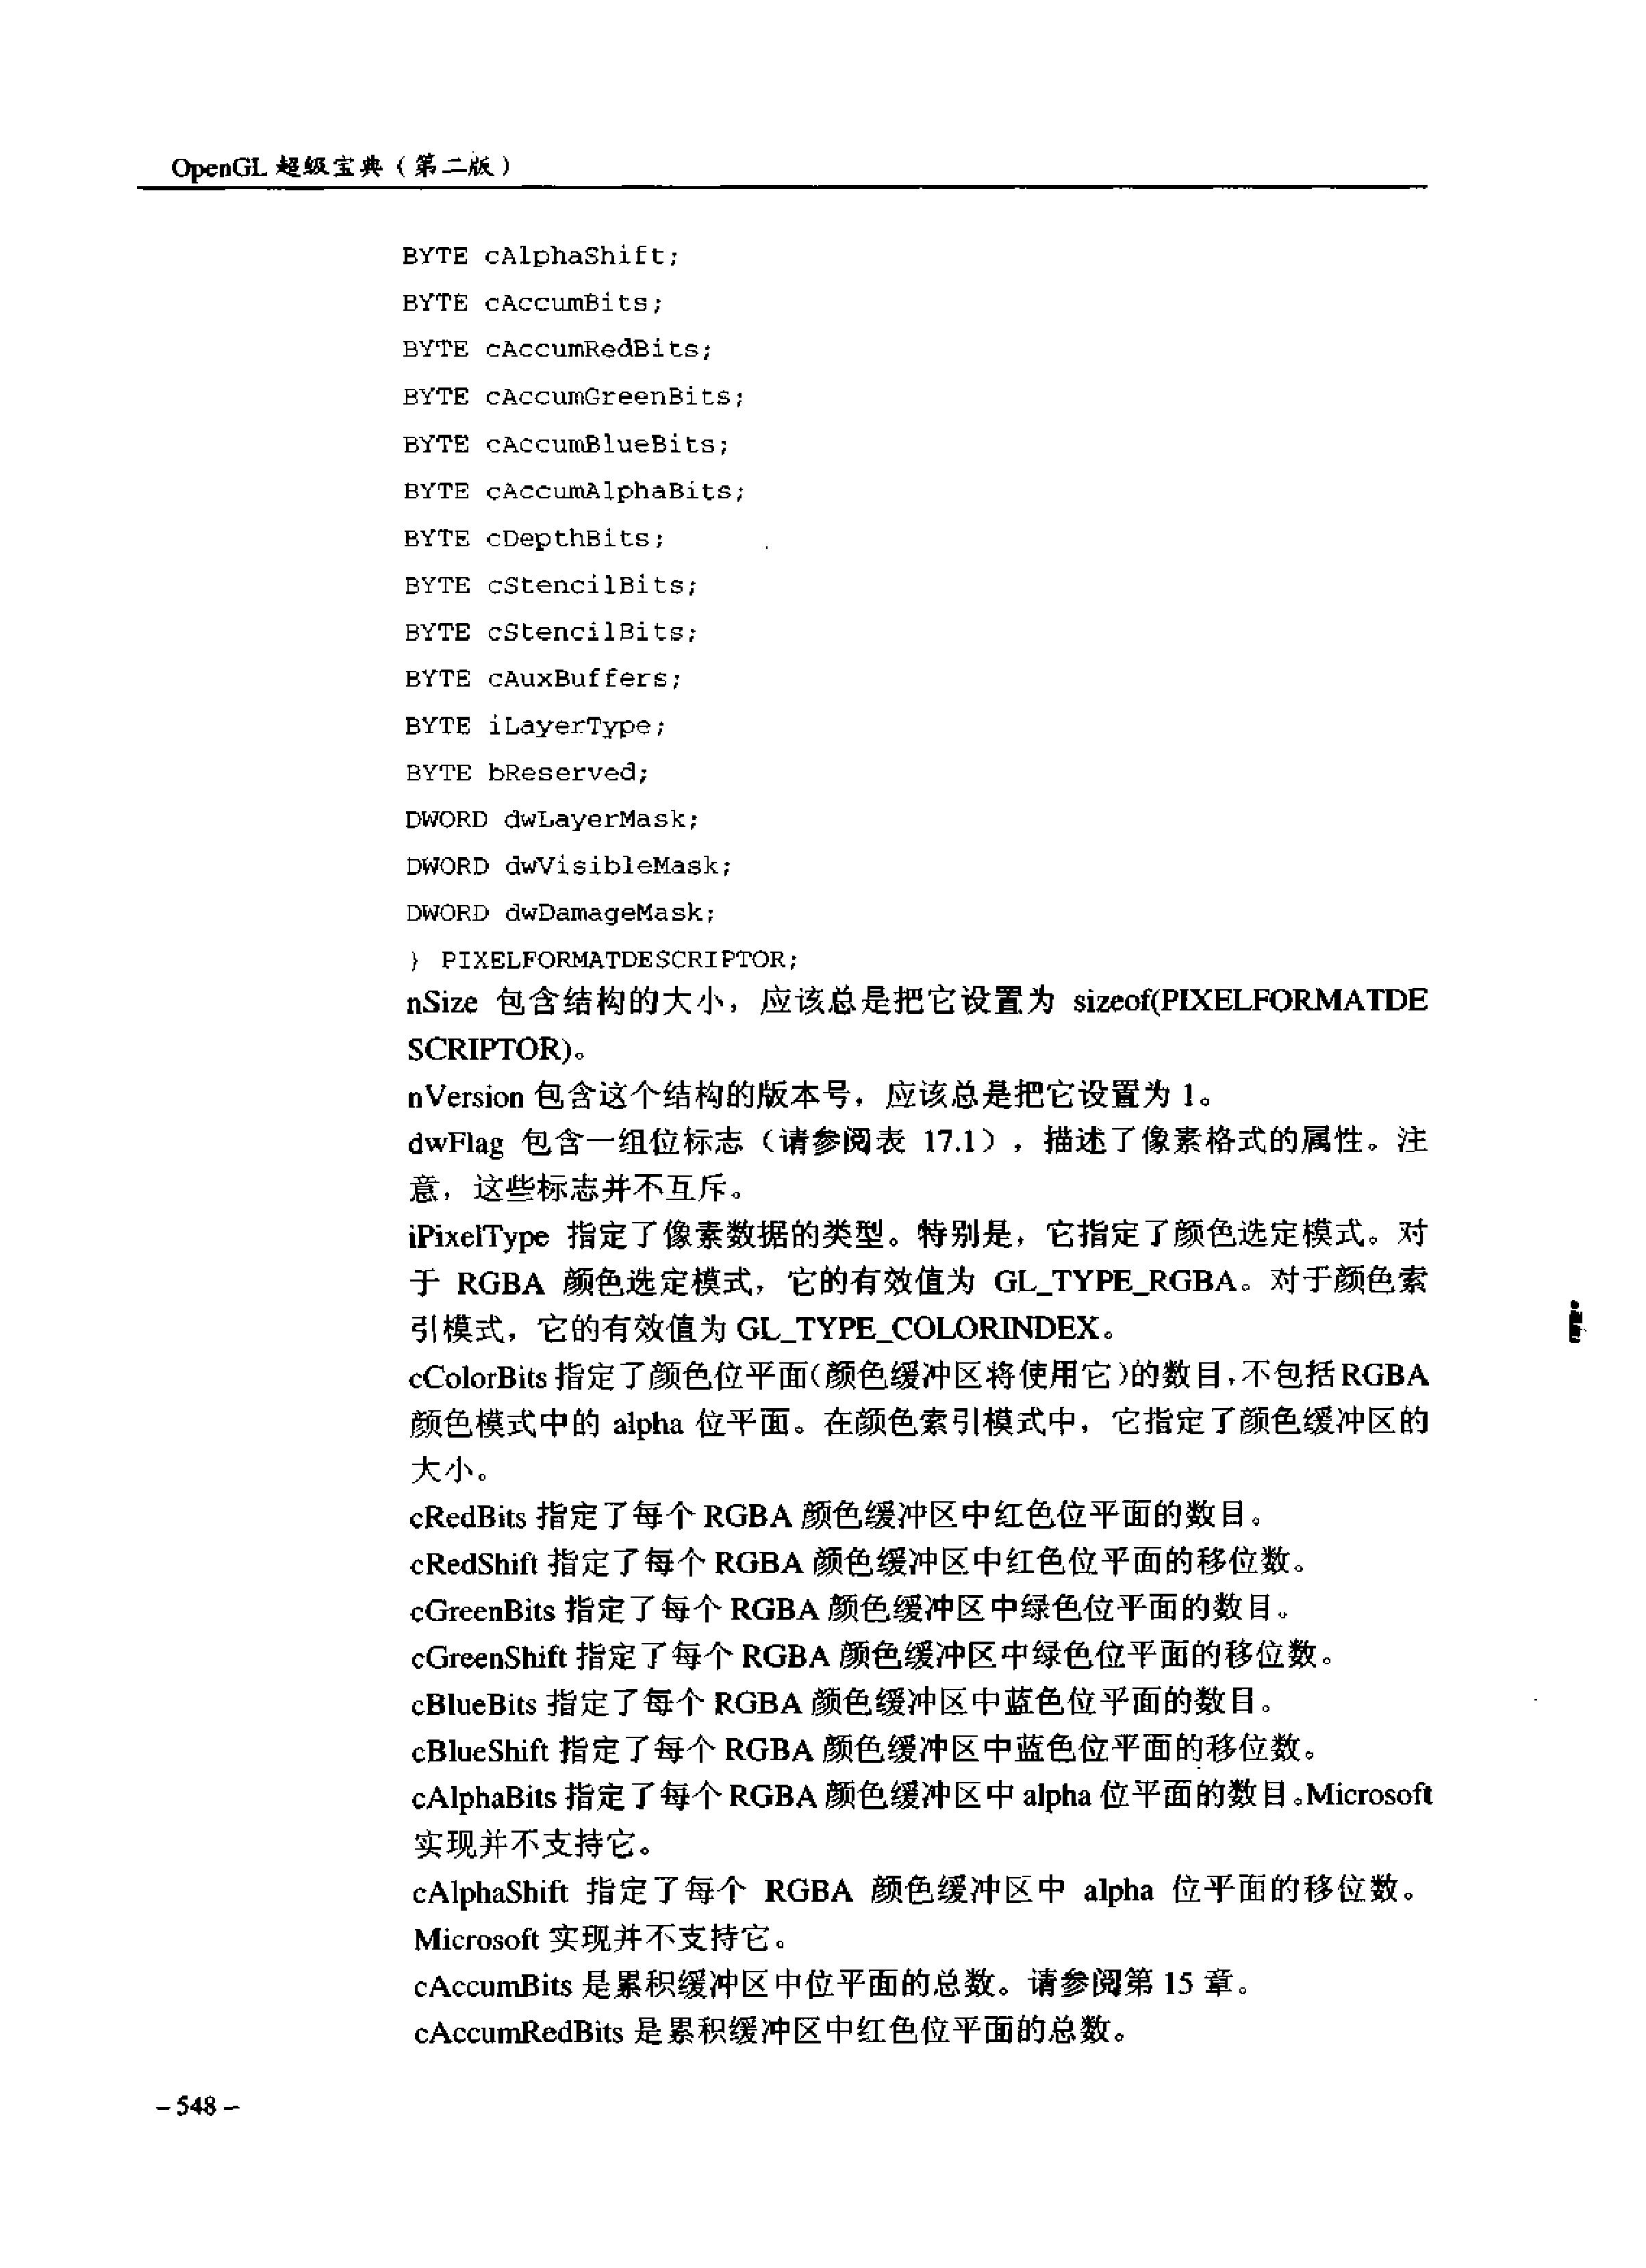 OpenGL 超级宝典（第二版）
BYTE cAlphaShift;
BYTE cAccumBits;
BYTE cAccumRedBits;
BYTE cAccumGreenBits;
BYTE cAccumBlueBits;
BYTE cAccumAlphaBits;
BYTE cDepthBits;
BYTE cStencilBits;
BYTE cStencilBits;
BYTE cAuxBuffers;
BYTE iLayerType;
BYTE bReserved;
DWORD dwLayerMask;
DWORD dwVisibleMask;
DWORD dwDamageMask;
} PIXELFORMATDESCRIPTOR;
nSize 包含结构的大小，应该总是把它设置为 sizeof(PIXELFORMATDE
SCRIPTOR)。
nVersion 包含这个结构的版本号，应该总是把它设置为 1。
dwFlag 包含一组位标志（请参阅表 17.1），描述了像素格式的属性。注
意，这些标志并不互斥。
iPixelType 指定了像素数据的类型。特别是，它指定了颜色选定模式。对
于 RGBA 颜色选定模式，它的有效值为 GL_TYPE_RGBA。对于颜色索
引模式，它的有效值为 GL_TYPE_COLORINDEX。
cColorBits 指定了颜色位平面(颜色缓冲区将使用它)的数目，不包括 RGBA
颜色模式中的 alpha 位平面。在颜色索引模式中，它指定了颜色缓冲区的
大小。
cRedBits 指定了每个 RGBA 颜色缓冲区中红色位平面的数目。
cRedShift 指定了每个 RGBA 颜色缓冲区中红色位平面的移位数。
cGreenBits 指定了每个 RGBA 颜色缓冲区中绿色位平面的数目。
cGreenShift 指定了每个 RGBA 颜色缓冲区中绿色位平面的移位数。
cBlueBits 指定了每个 RGBA 颜色缓冲区中蓝色位平面的数目。
cBlueShift 指定了每个 RGBA 颜色缓冲区中蓝色位平面的移位数。
cAlphaBits 指定了每个 RGBA 颜色缓冲区中 alpha 位平面的数目。Microsoft
实现并不支持它。
cAlphaShift 指定了每个 RGBA 颜色缓冲区中 alpha 位平面的移位数。
Microsoft 实现并不支持它。
cAccumBits 是累积缓冲区中位平面的总数。请参阅第 15 章。
cAccumRedBits 是累积缓冲区中红色位平面的总数。
– 548 –